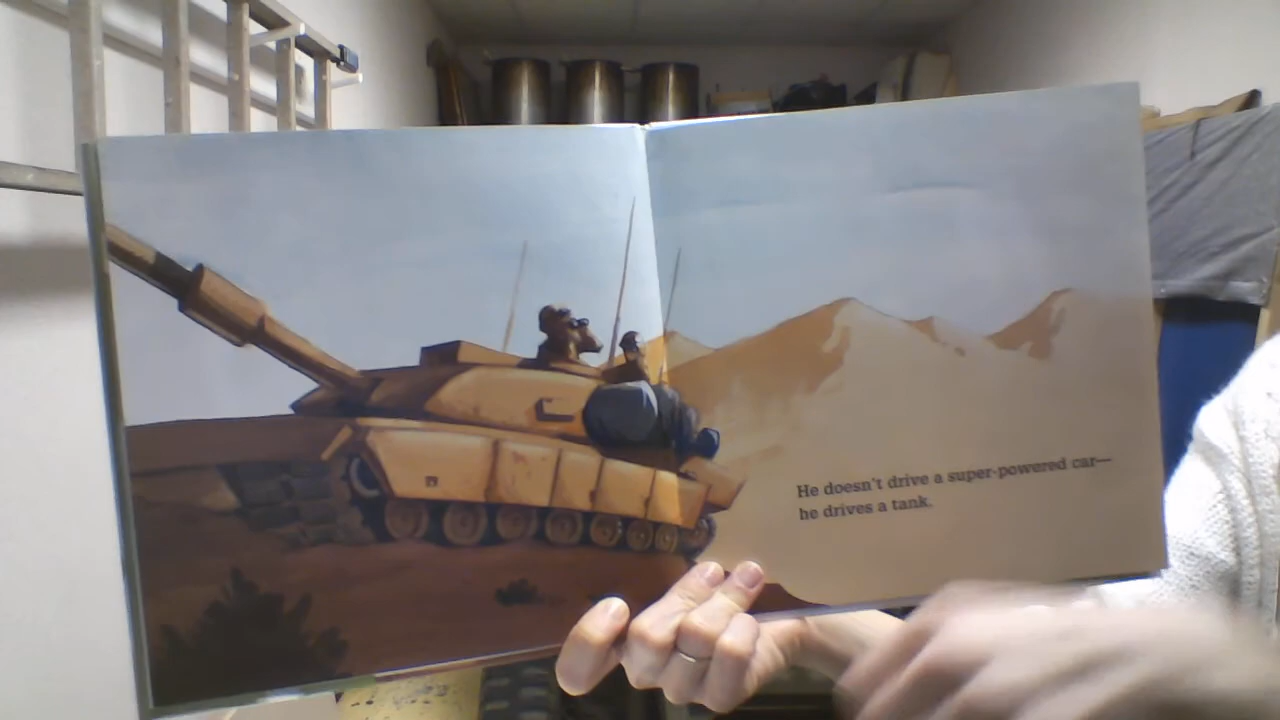 He doesn't drive a super-powered car—
he drives a tank.